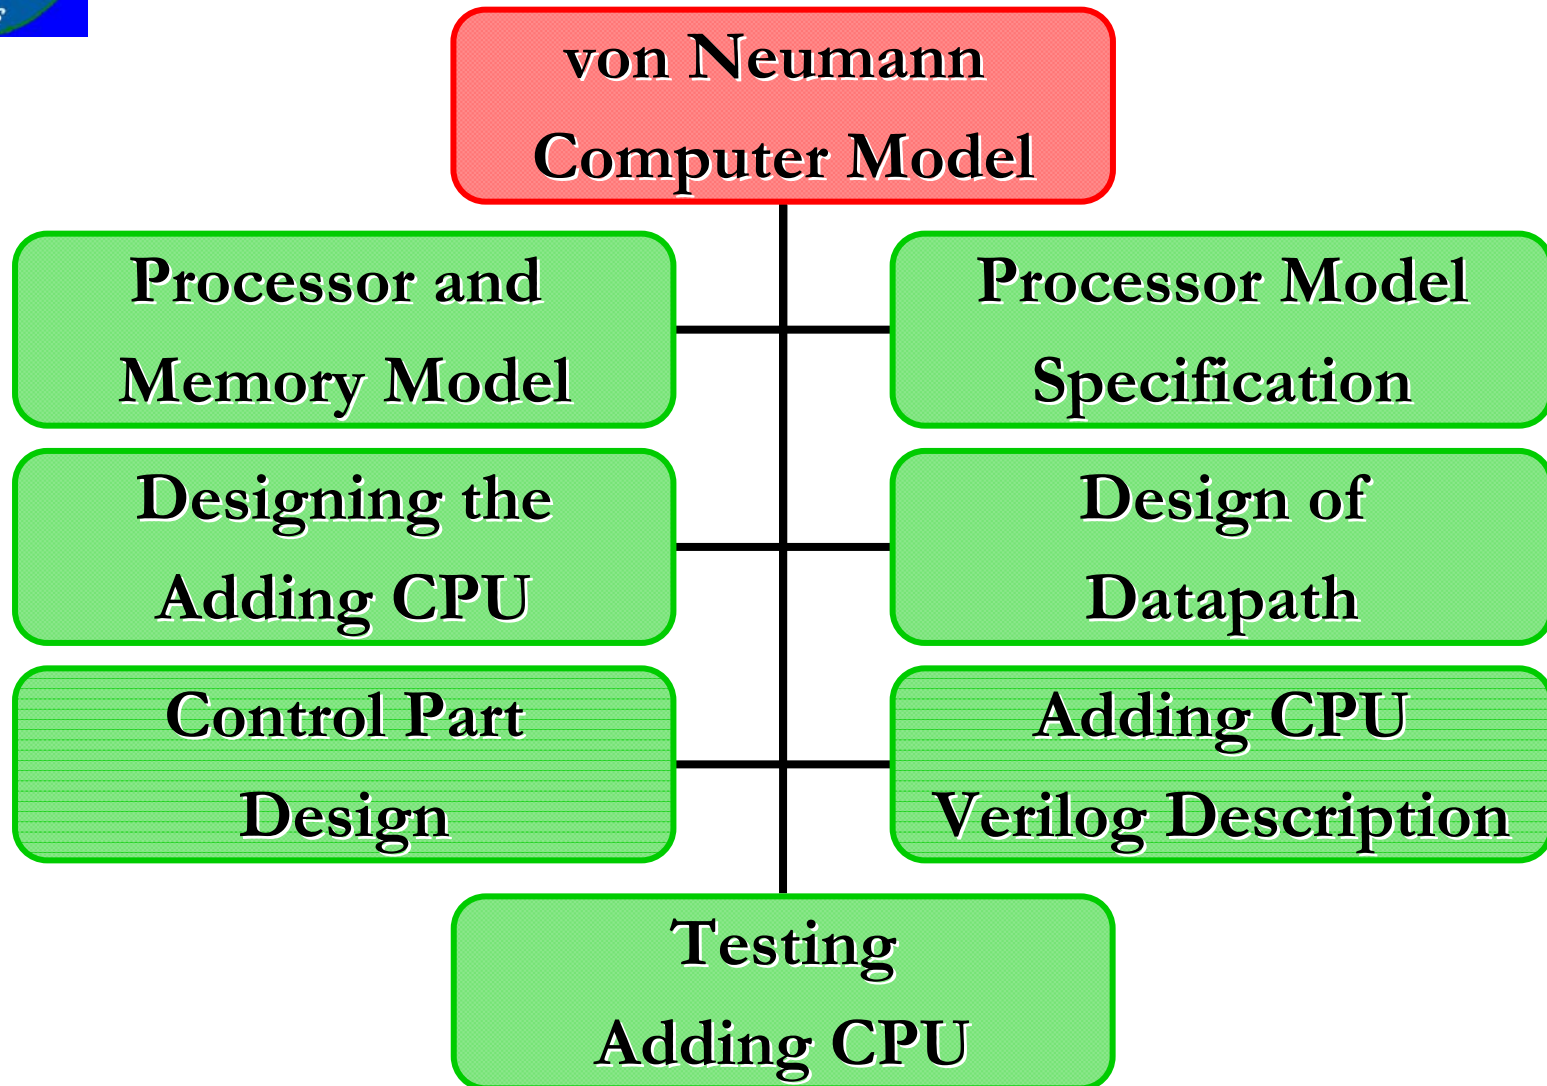 von Neumann
Computer Model
Processor and
Memory Model
Processor Model
Specification
Designing the
Adding CPU
Design of
Datapath
Control Part
Design
Adding CPU
Verilog Description
Testing
Adding CPU